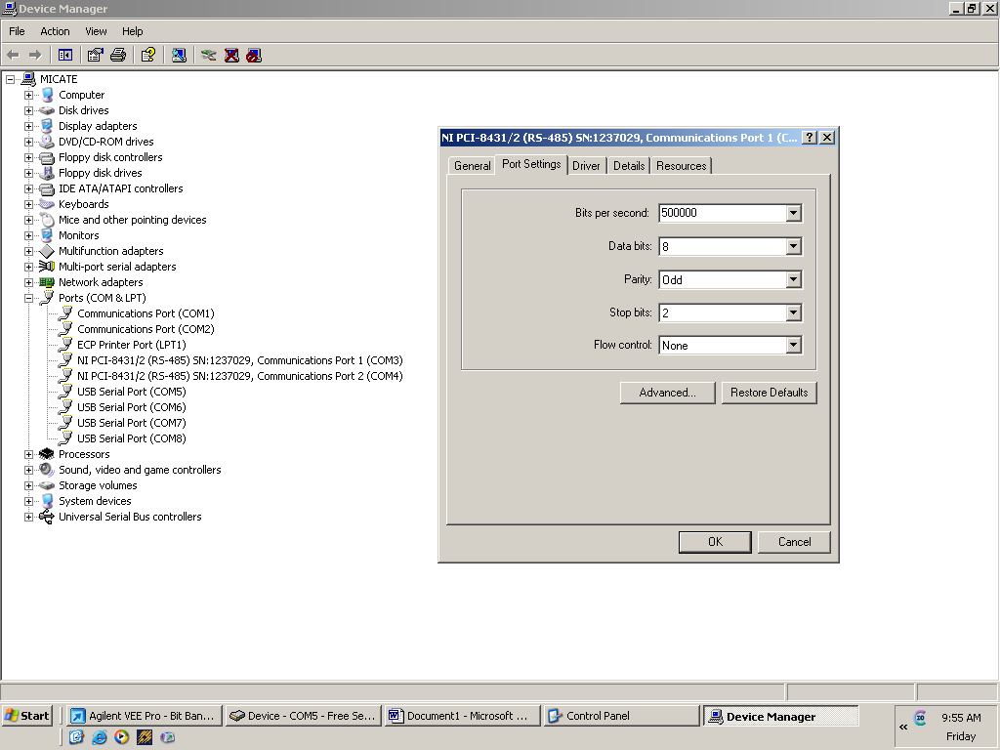 Device Manager
File Action View Help
MICATE
Computer
Disk drives
Display adapters
DVD/CD-ROM drives
Floppy disk controllers
Floppy disk drives
IDE ATA/ATAPI controllers
Keyboards
Mice and other pointing devices
Monitors
Multifunction adapters
Multi-port serial adapters
Network adapters
Ports (COM & LPT)
Communications Port (COM1)
Communications Port (COM2)
ECP Printer Port (LPT1)
NI PCI-8431/2 (RS-485) SN:1237029, Communications Port 1 (COM3)
NI PCI-8431/2 (RS-485) SN:1237029, Communications Port 2 (COM4)
USB Serial Port (COM5)
USB Serial Port (COM6)
USB Serial Port (COM7)
USB Serial Port (COM8)
Processors
Sound, video and game controllers
Storage volumes
System devices
Universal Serial Bus controllers
NI PCI-8431/2 (RS-485) SN:1237029, Communications Port 1 (C...
General Port Settings Driver Details Resources
Bits per second: 500000
Data bits: 8
Parity: Odd
Stop bits: 2
Flow control: None
Advanced... Restore Defaults
OK Cancel
Start Agilent VEE Pro - Bit Ban... Device - COM5 - Free Se... Document1 - Microsoft ... Control Panel Device Manager 9:55 AM
Friday